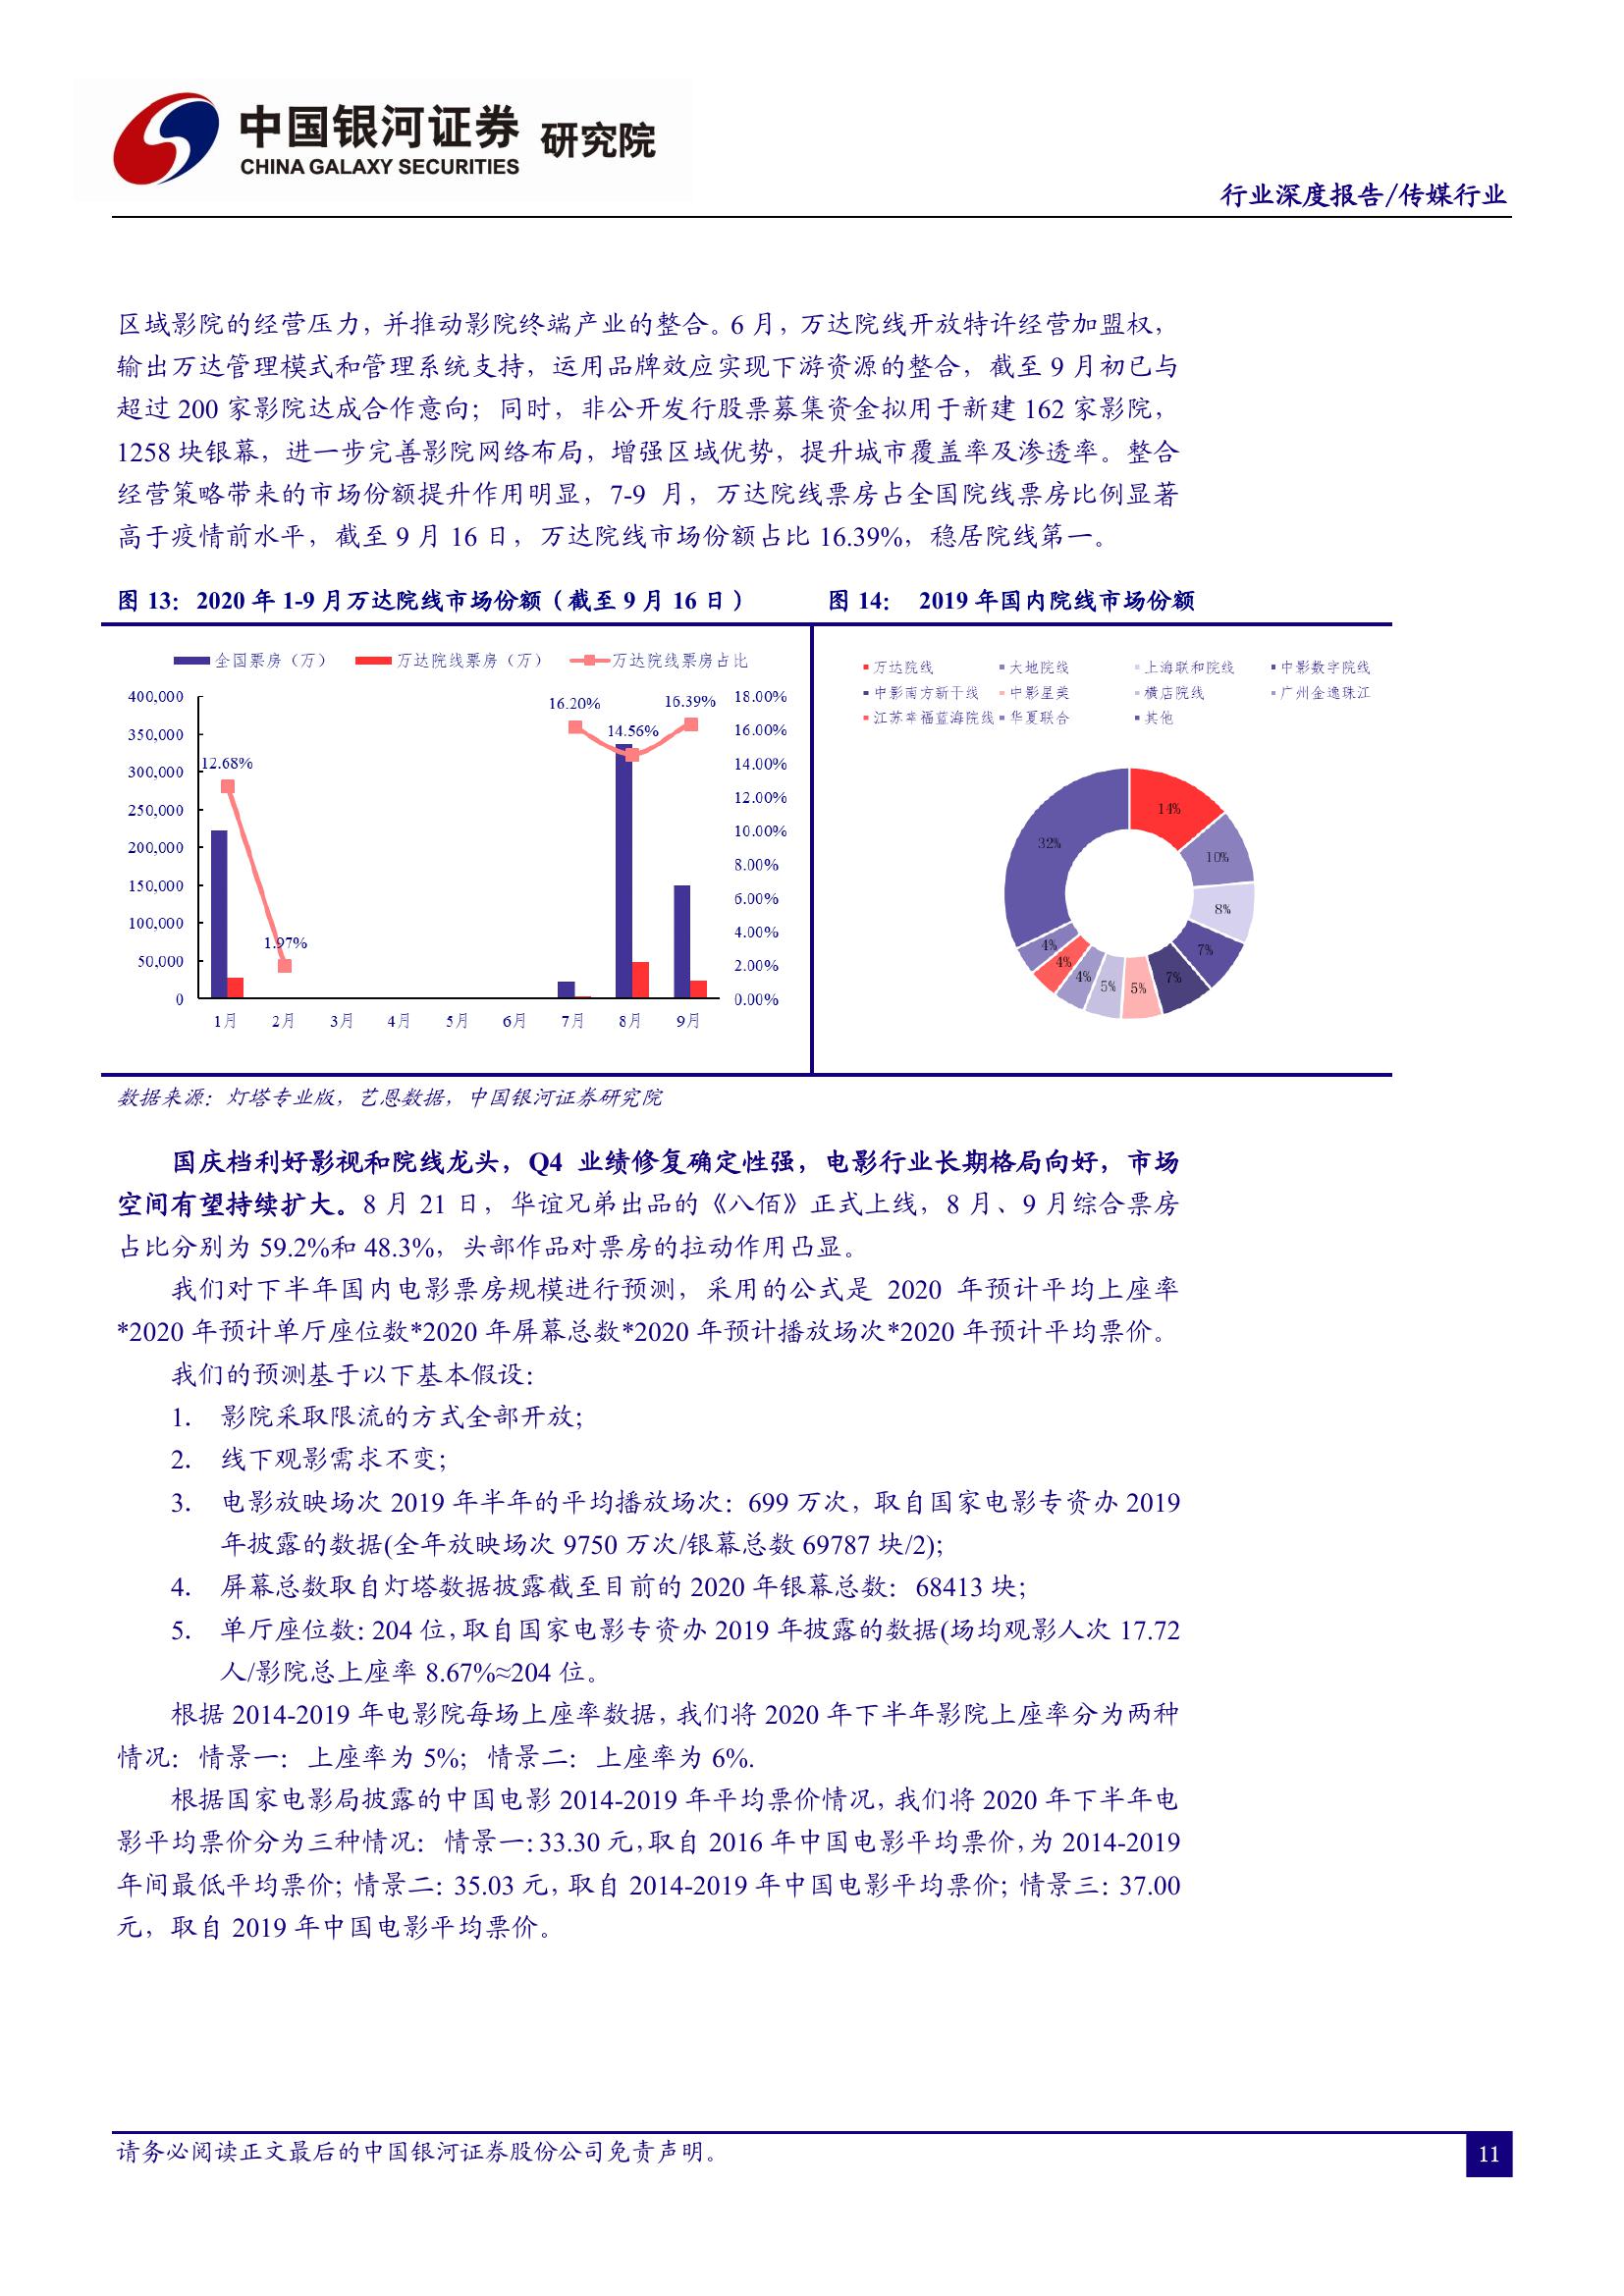 中国银河证券 研究院
CHINA GALAXY SECURITIES
行业深度报告/传媒行业
区域影院的经营压力，并推动影院终端产业的整合。6 月，万达院线开放特许经营加盟权，
输出万达管理模式和管理系统支持，运用品牌效应实现下游资源的整合，截至 9 月初已与
超过 200 家影院达成合作意向；同时，非公开发行股票募集资金拟用于新建 162 家影院，
1258 块银幕，进一步完善影院网络布局，增强区域优势，提升城市覆盖率及渗透率。整合
经营策略带来的市场份额提升作用明显，7-9 月，万达院线票房占全国院线票房比例显著
高于疫情前水平，截至 9 月 16 日，万达院线市场份额占比 16.39%，稳居院线第一。
图 13：2020 年 1-9 月万达院线市场份额（截至 9 月 16 日）
全国票房（万） 万达院线票房（万） 万达院线票房占比
400,000
350,000
300,000
250,000
200,000
150,000
100,000
50,000
0
12.68%
1.97%
16.20%
14.56%
16.39%
18.00%
16.00%
14.00%
12.00%
10.00%
8.00%
6.00%
4.00%
2.00%
0.00%
1月 2月 3月 4月 5月 6月 7月 8月 9月
图 14： 2019 年国内院线市场份额
万达院线 大地院线 上海联和院线 中影数字院线
中影南方新干线 中影星美 横店院线 广州金逸珠江
江苏幸福蓝海院线 华夏联合 其他
14%
10%
8%
7%
7%
5%
5%
4%
4%
4%
32%
数据来源：灯塔专业版，艺恩数据，中国银河证券研究院
国庆档利好影视和院线龙头，Q4 业绩修复确定性强，电影行业长期格局向好，市场
空间有望持续扩大。8 月 21 日，华谊兄弟出品的《八佰》正式上线，8 月、9 月综合票房
占比分别为 59.2%和 48.3%，头部作品对票房的拉动作用凸显。
我们对下半年国内电影票房规模进行预测，采用的公式是 2020 年预计平均上座率
*2020 年预计单厅座位数*2020 年屏幕总数*2020 年预计播放场次*2020 年预计平均票价。
我们的预测基于以下基本假设：
1. 影院采取限流的方式全部开放；
2. 线下观影需求不变；
3. 电影放映场次 2019 年半年的平均播放场次：699 万次，取自国家电影专资办 2019
年披露的数据(全年放映场次 9750 万次/银幕总数 69787 块/2)；
4. 屏幕总数取自灯塔数据披露截至目前的 2020 年银幕总数：68413 块；
5. 单厅座位数：204 位，取自国家电影专资办 2019 年披露的数据(场均观影人次 17.72
人/影院总上座率 8.67%≈204 位。
根据 2014-2019 年电影院每场上座率数据，我们将 2020 年下半年影院上座率分为两种
情况：情景一：上座率为 5%；情景二：上座率为 6%.
根据国家电影局披露的中国电影 2014-2019 年平均票价情况，我们将 2020 年下半年电
影平均票价分为三种情况：情景一：33.30 元，取自 2016 年中国电影平均票价，为 2014-2019
年间最低平均票价；情景二：35.03 元，取自 2014-2019 年中国电影平均票价；情景三：37.00
元，取自 2019 年中国电影平均票价。
请务必阅读正文最后的中国银河证券股份公司免责声明。
11